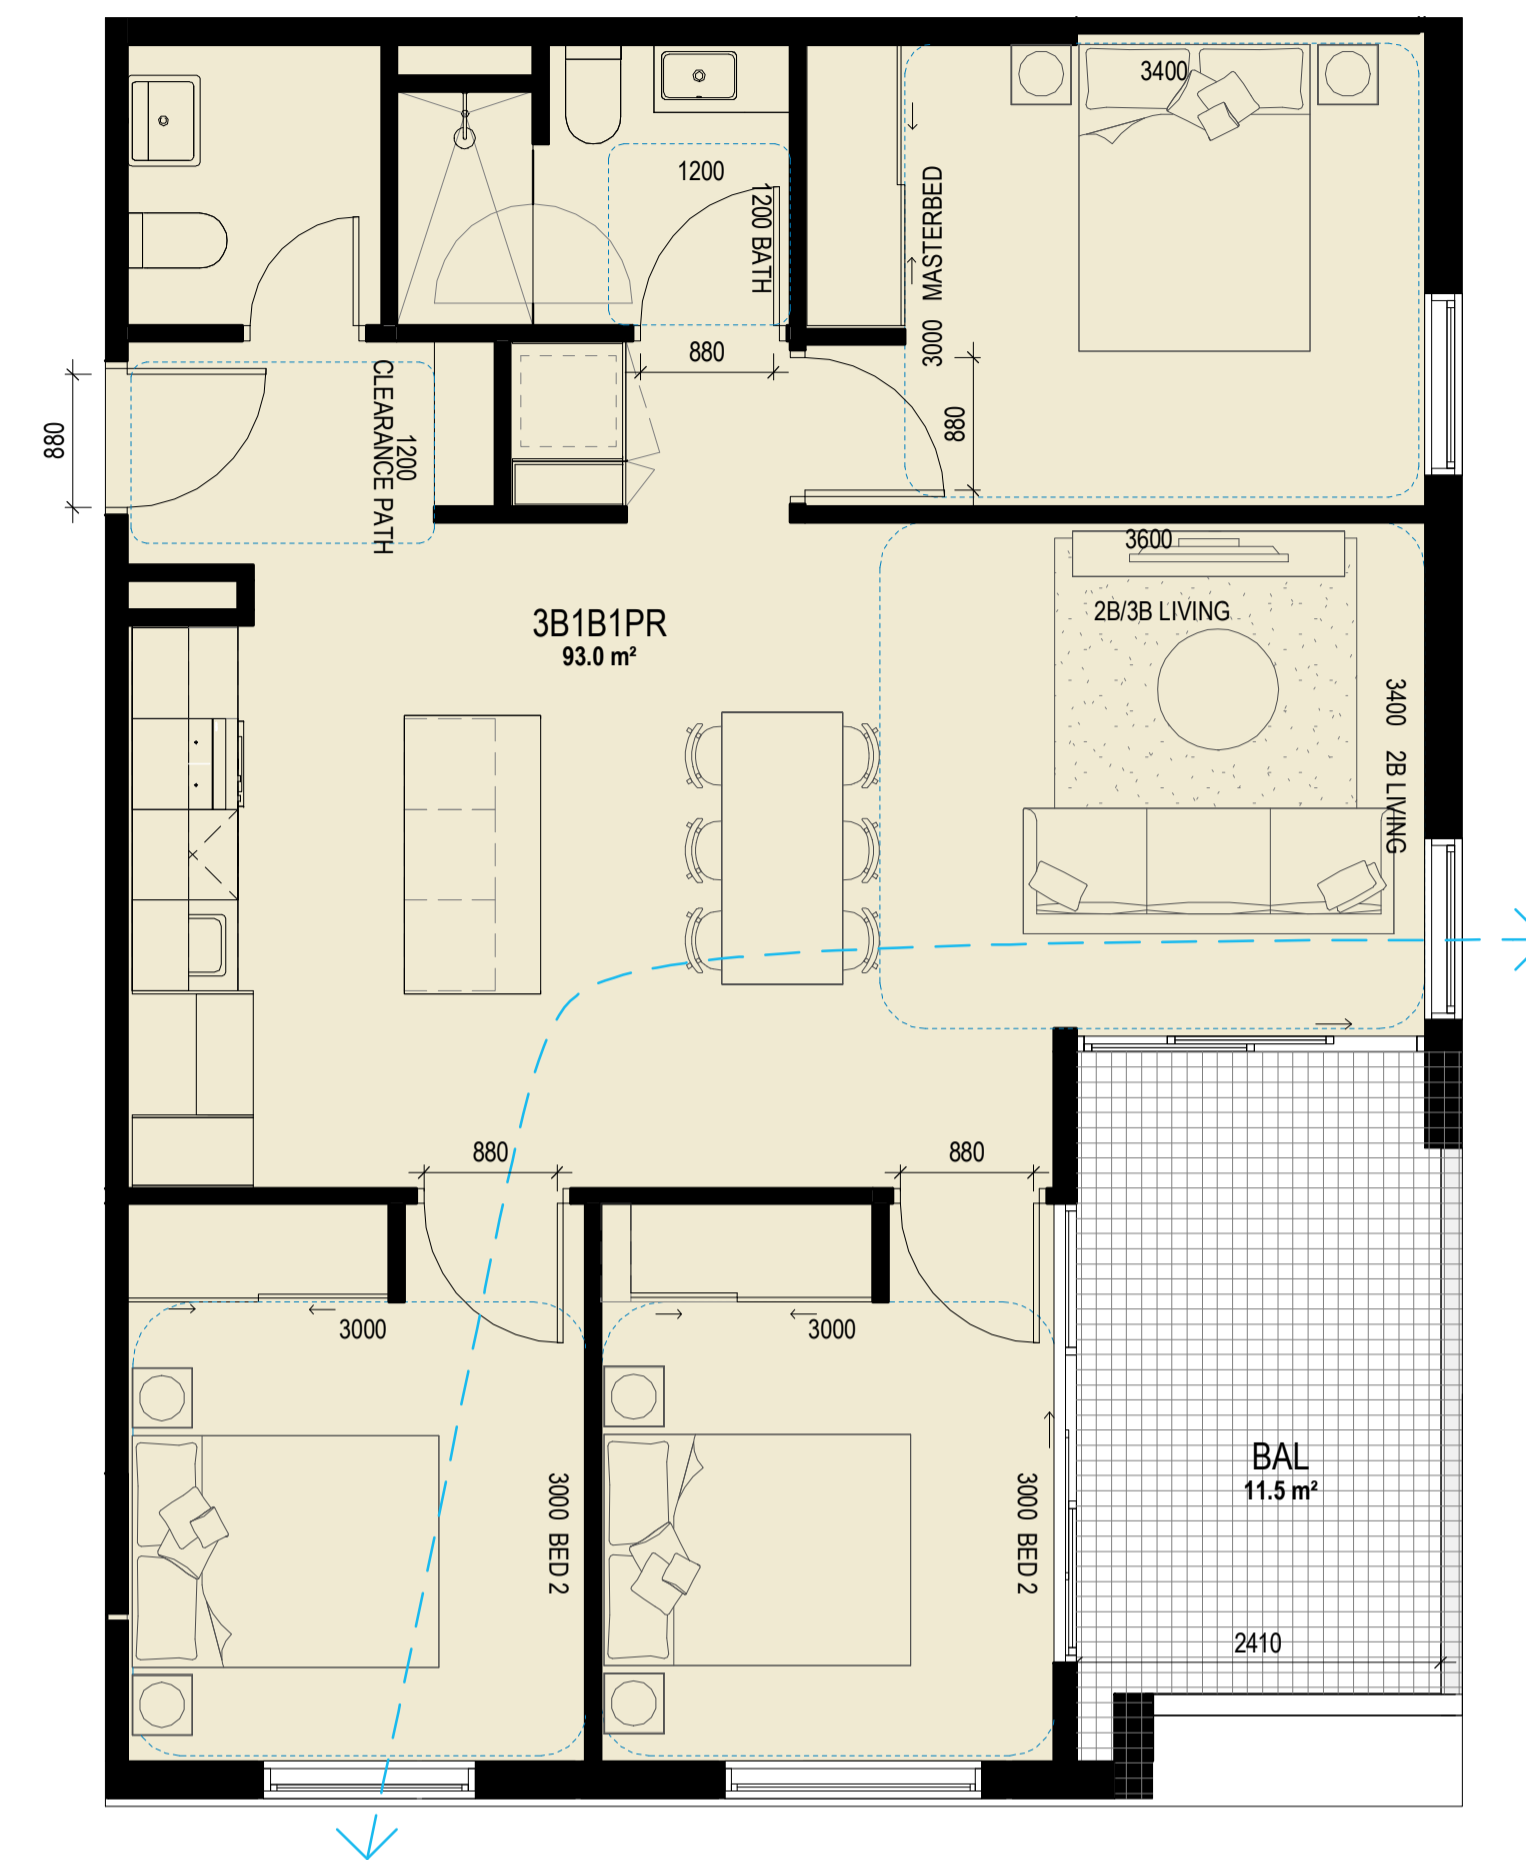 3400
1200
1200 BATH
3000 MASTERBED
880
880
880
CLEARANCE PATH
1200
3600
2B/3B LIVING
3B1B1PR
93.0 m²
3400 2B LIVING
880
880
3000
3000
3000 BED 2
3000 BED 2
BAL
11.5 m²
2410